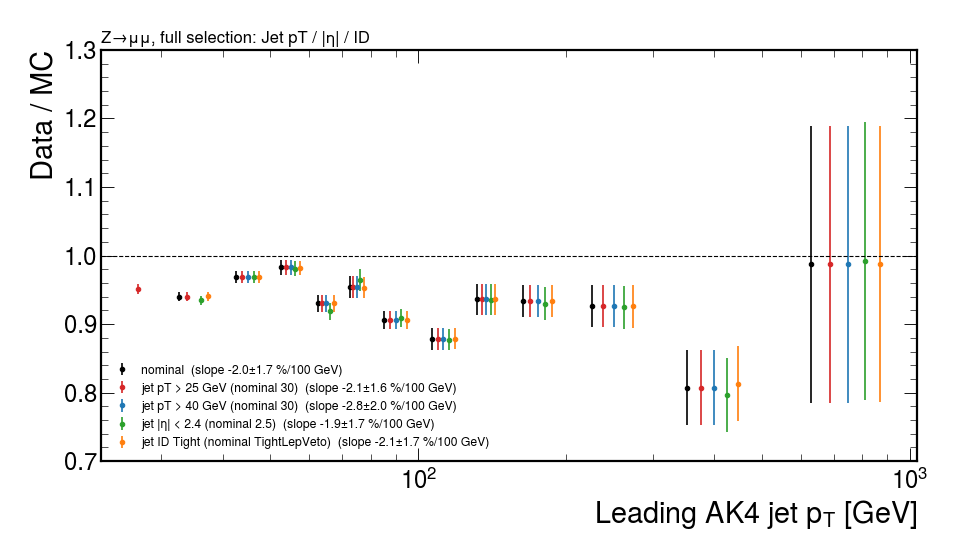 Z→μμ, full selection: Jet pT / |η| / ID
Data / MC
1.3
1.2
1.1
1.0
0.9
0.8
0.7
nominal (slope -2.0±1.7 %/100 GeV)
jet pT > 25 GeV (nominal 30) (slope -2.1±1.6 %/100 GeV)
jet pT > 40 GeV (nominal 30) (slope -2.8±2.0 %/100 GeV)
jet |η| < 2.4 (nominal 2.5) (slope -1.9±1.7 %/100 GeV)
jet ID Tight (nominal TightLepVeto) (slope -2.1±1.7 %/100 GeV)
10² 10³
Leading AK4 jet p_T [GeV]